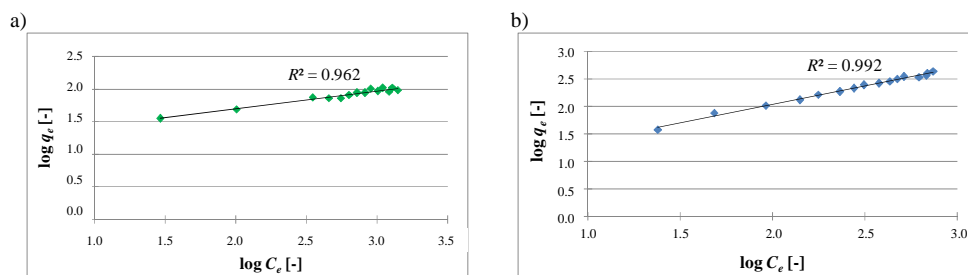 a)
2.5
2.0
1.5
1.0
0.5
0.0
log qe [-]
R² = 0.962
1.0 1.5 2.0 2.5 3.0 3.5
log Ce [-]
b)
3.0
2.5
2.0
1.5
1.0
0.5
0.0
log qe [-]
R² = 0.992
1.0 1.5 2.0 2.5 3.0
log Ce [-]